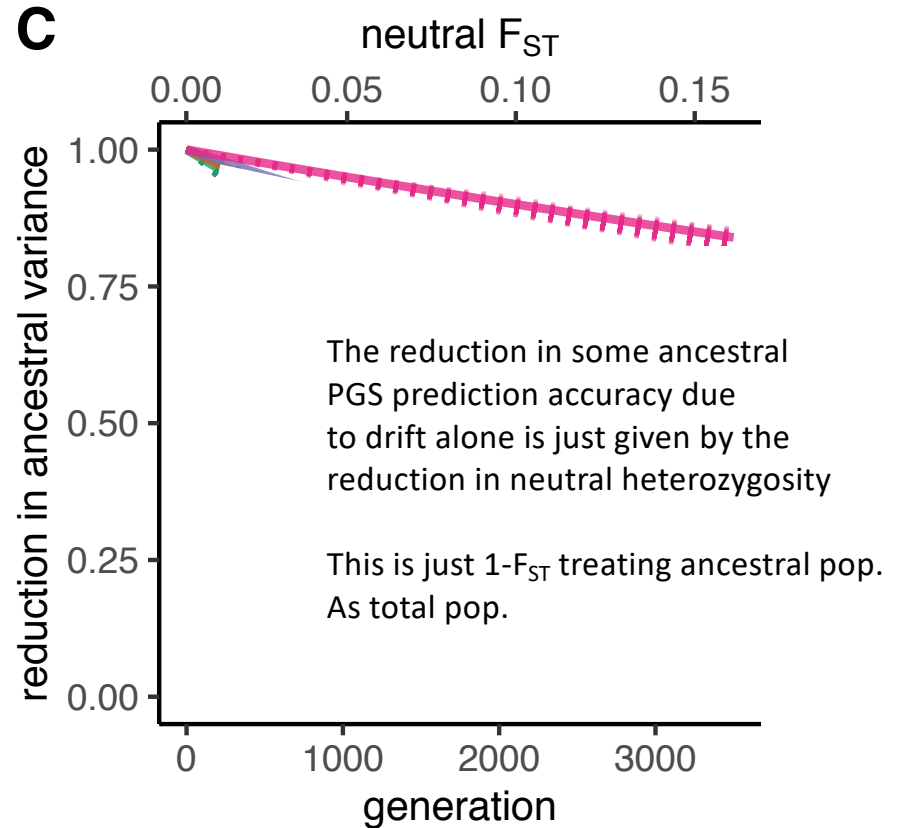 C
neutral FST
0.00 0.05 0.10 0.15
reduction in ancestral variance
1.00
0.75
0.50
0.25
0.00
The reduction in some ancestral
PGS prediction accuracy due
to drift alone is just given by the
reduction in neutral heterozygosity
This is just 1-FST treating ancestral pop.
As total pop.
0 1000 2000 3000
generation